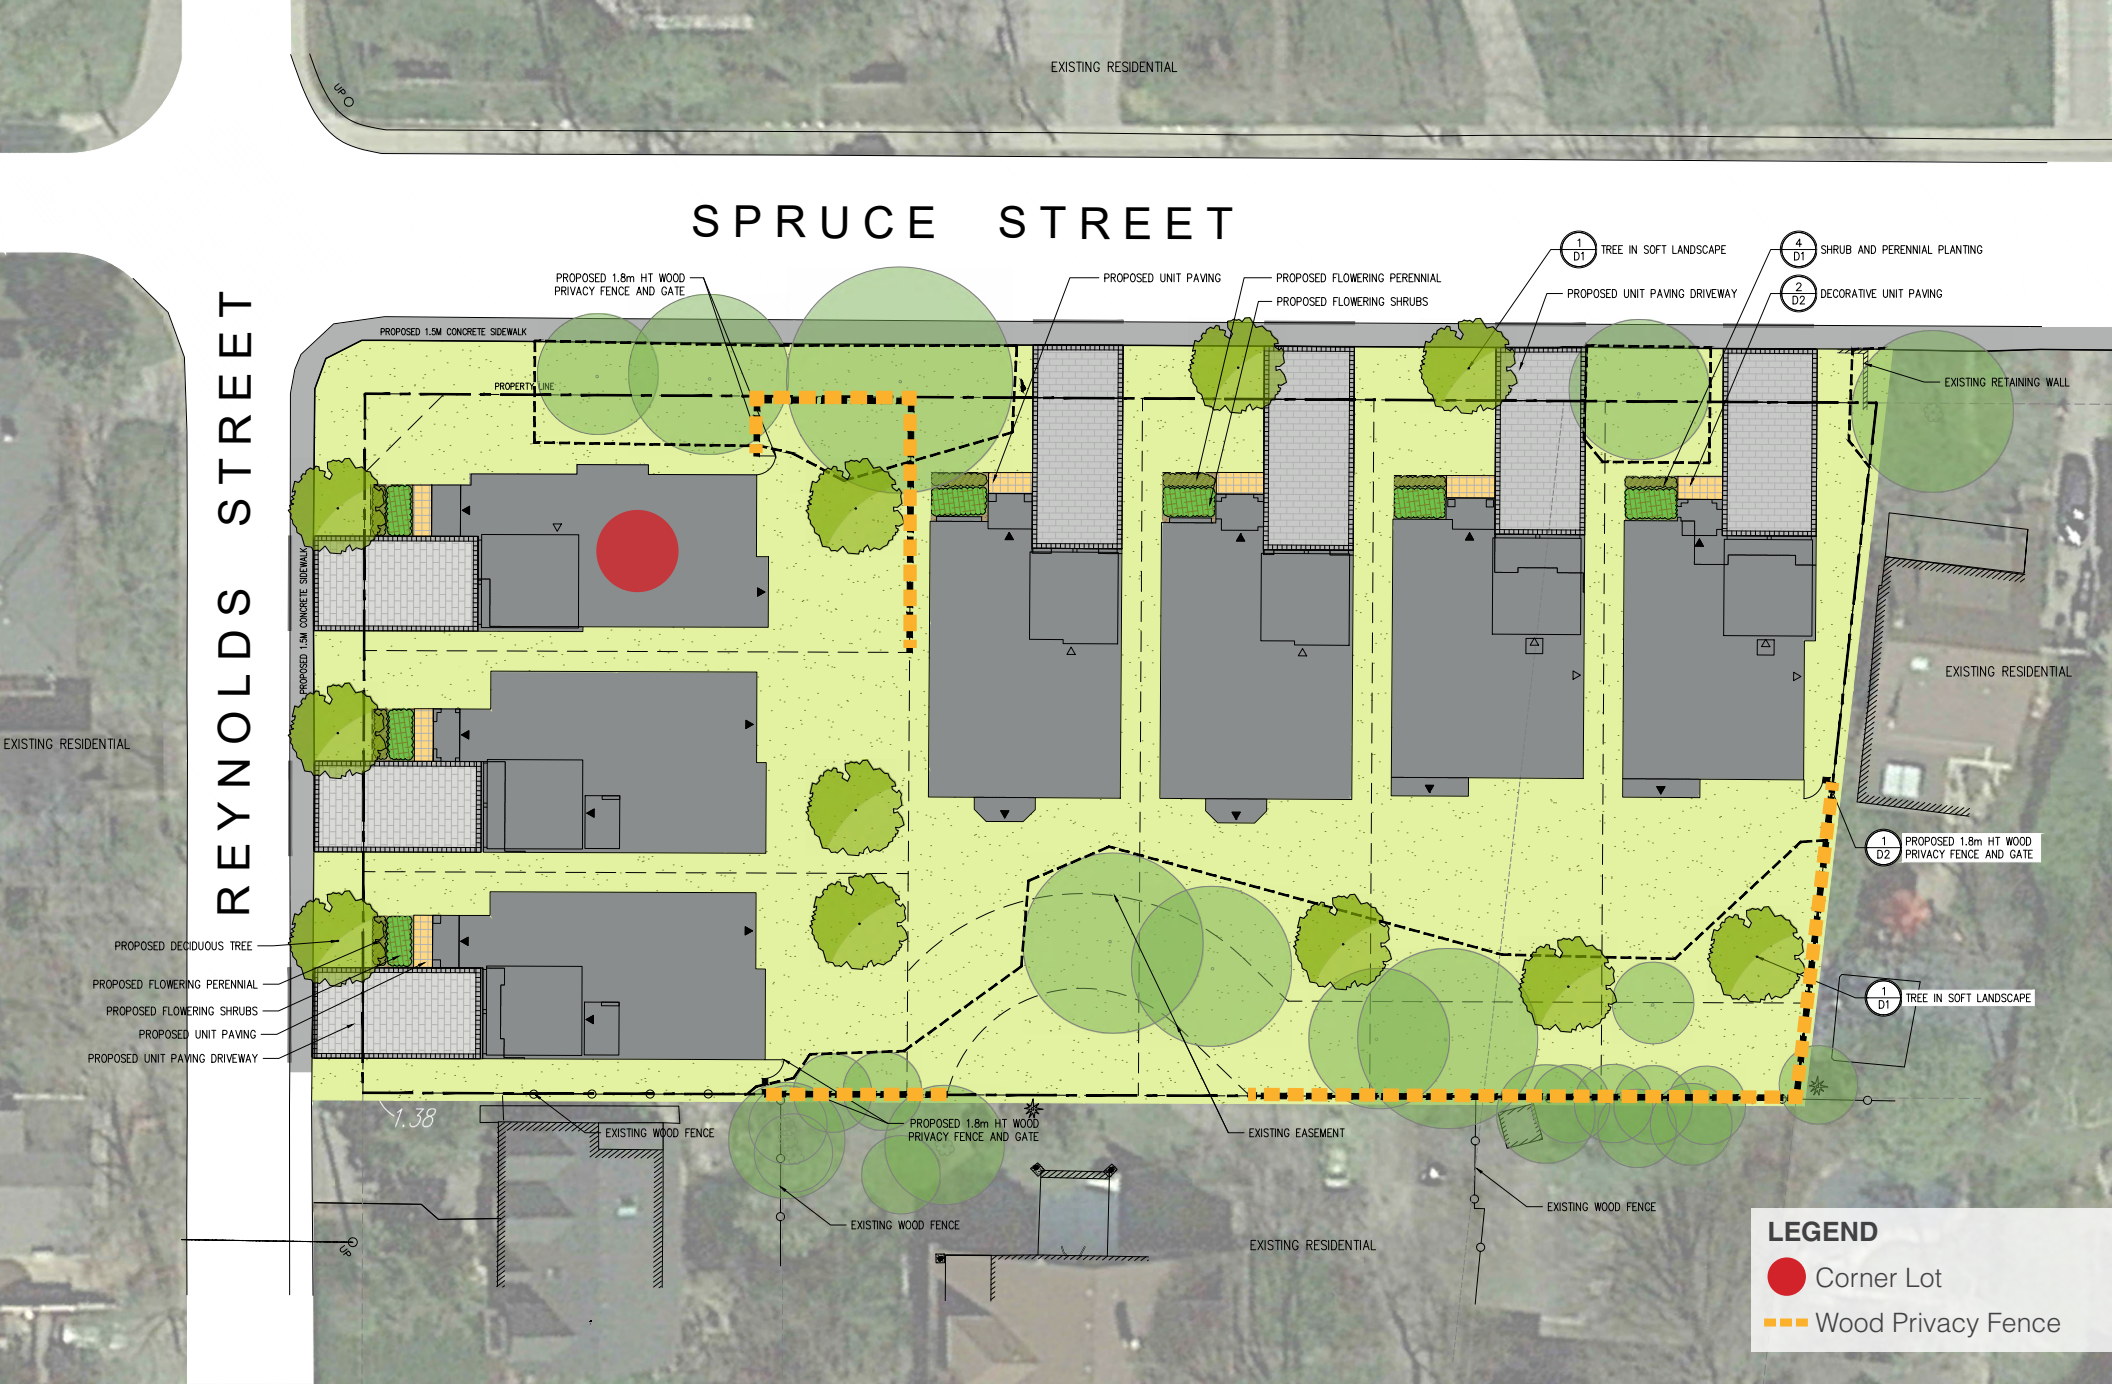 EXISTING RESIDENTIAL
UP
SPRUCE STREET
1
D1
TREE IN SOFT LANDSCAPE
4
D1
SHRUB AND PERENNIAL PLANTING
PROPOSED 1.8m HT WOOD
PRIVACY FENCE AND GATE
PROPOSED UNIT PAVING
PROPOSED FLOWERING PERENNIAL
PROPOSED FLOWERING SHRUBS
PROPOSED UNIT PAVING DRIVEWAY
2
D2
DECORATIVE UNIT PAVING
PROPOSED 1.5M CONCRETE SIDEWALK
PROPERTY LINE
EXISTING RETAINING WALL
REYNOLDS STREET
PROPOSED 1.5M CONCRETE SIDEWALK
EXISTING RESIDENTIAL
EXISTING RESIDENTIAL
1
D2
PROPOSED 1.8m HT WOOD
PRIVACY FENCE AND GATE
PROPOSED DECIDUOUS TREE
PROPOSED FLOWERING PERENNIAL
PROPOSED FLOWERING SHRUBS
PROPOSED UNIT PAVING
PROPOSED UNIT PAVING DRIVEWAY
1
D1
TREE IN SOFT LANDSCAPE
1.38
EXISTING WOOD FENCE
PROPOSED 1.8m HT WOOD
PRIVACY FENCE AND GATE
EXISTING EASEMENT
EXISTING WOOD FENCE
EXISTING WOOD FENCE
UP
EXISTING RESIDENTIAL
LEGEND
Corner Lot
Wood Privacy Fence